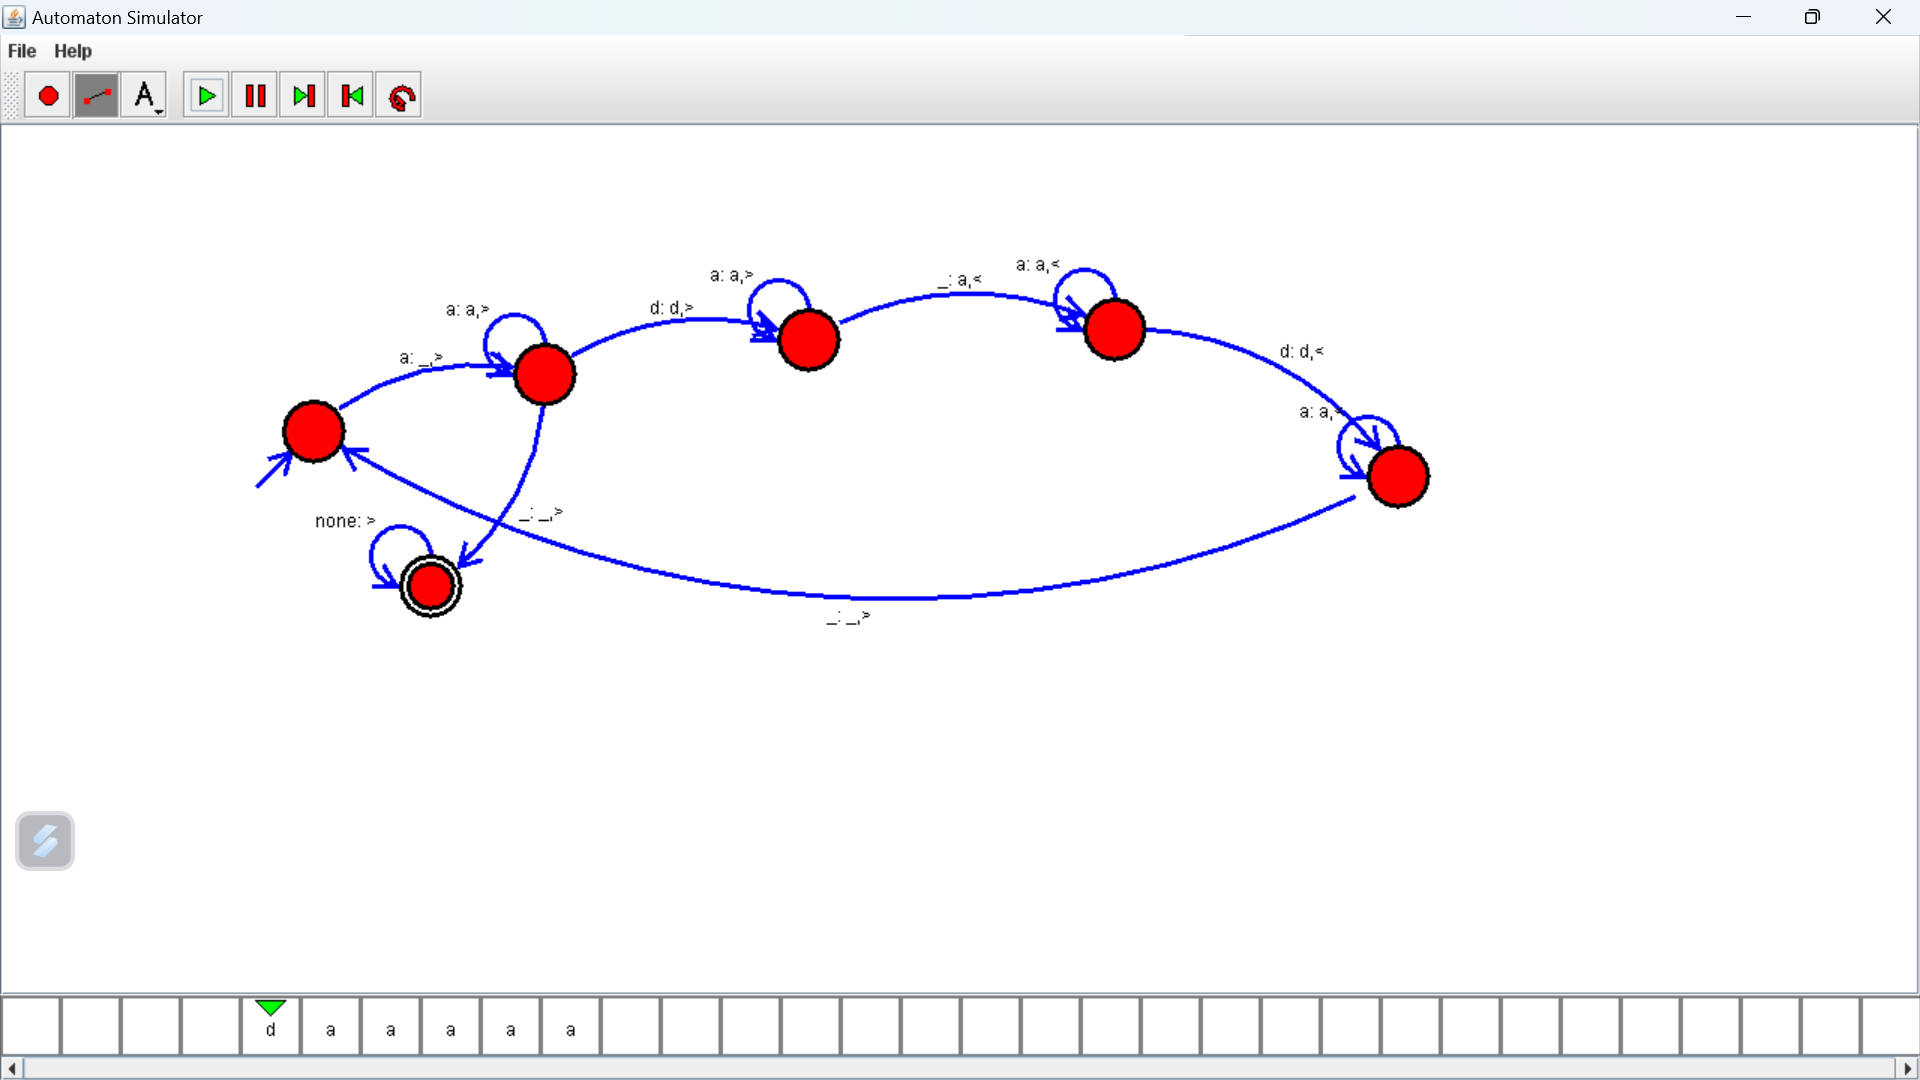 Automaton Simulator
File Help
A
a: a,<
a: a,>
_: a,<
a: a,>
d: d,>
d: d,<
a: _,>
a: a,<
_: _,>
none: >
_: _,>
d a a a a a